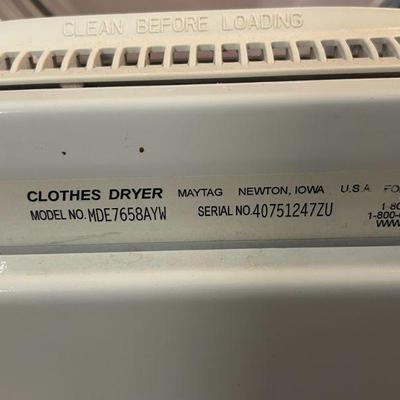 CLEAN BEFORE LOADING
CLOTHES DRYER MAYTAG NEWTON, IOWA U.S.A.
MODEL NO. MDE7658AYW SERIAL NO. 40751247ZU